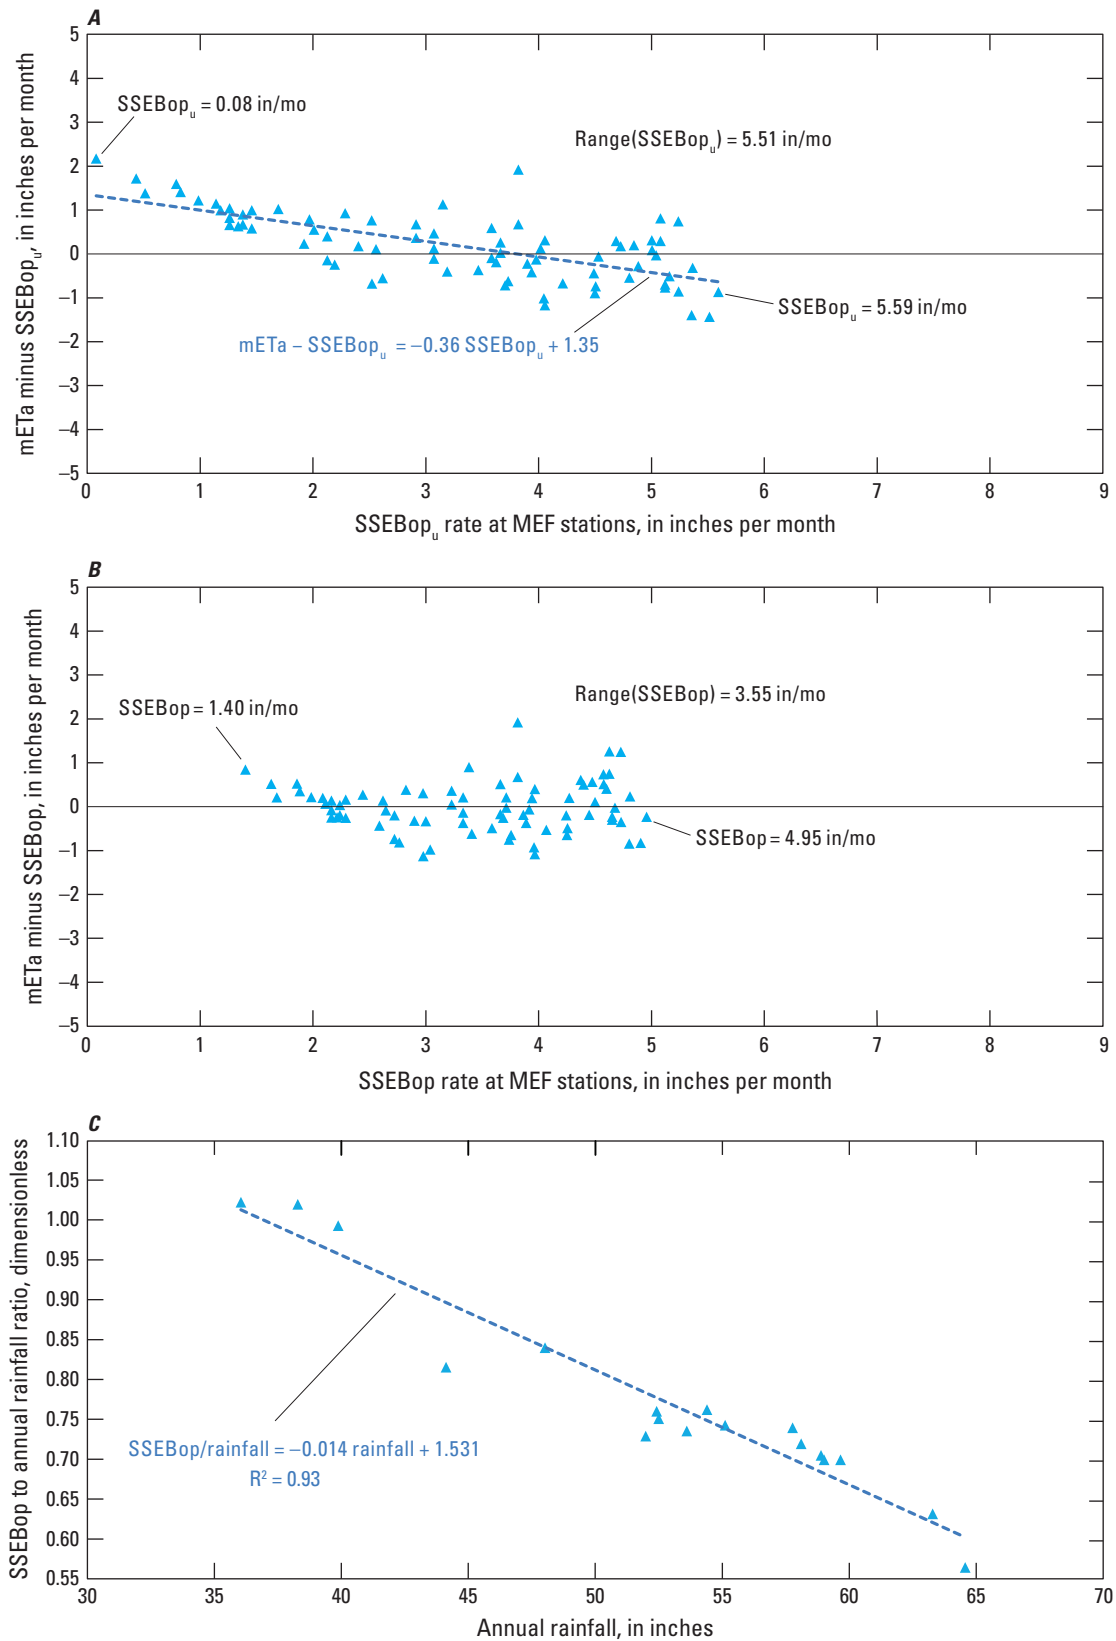 A
5
4
3
2
1
0
−1
−2
−3
−4
−5
mETa minus SSEBopu, in inches per month
SSEBopu = 0.08 in/mo
Range(SSEBopu) = 5.51 in/mo
SSEBopu = 5.59 in/mo
mETa – SSEBopu = −0.36 SSEBopu + 1.35
0 1 2 3 4 5 6 7 8 9
SSEBopu rate at MEF stations, in inches per month
B
5
4
3
2
1
0
−1
−2
−3
−4
−5
mETa minus SSEBop, in inches per month
Range(SSEBop) = 3.55 in/mo
SSEBop = 1.40 in/mo
SSEBop = 4.95 in/mo
0 1 2 3 4 5 6 7 8 9
SSEBop rate at MEF stations, in inches per month
C
1.10
1.05
1.00
0.95
0.90
0.85
0.80
0.75
0.70
0.65
0.60
0.55
SSEBop to annual rainfall ratio, dimensionless
SSEBop/rainfall = −0.014 rainfall + 1.531
R² = 0.93
30 35 40 45 50 55 60 65 70
Annual rainfall, in inches